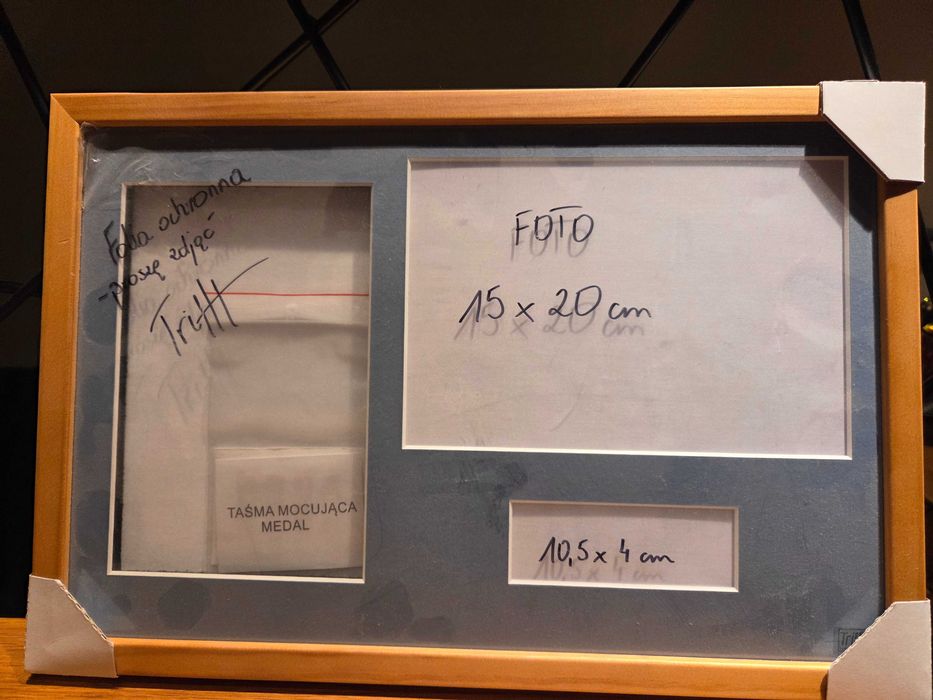 Folia ochronna
- proszę zdjąć
Tritt
TAŚMA MOCUJĄCA
MEDAL
FOTO
15 x 20 cm
10,5 x 4 cm